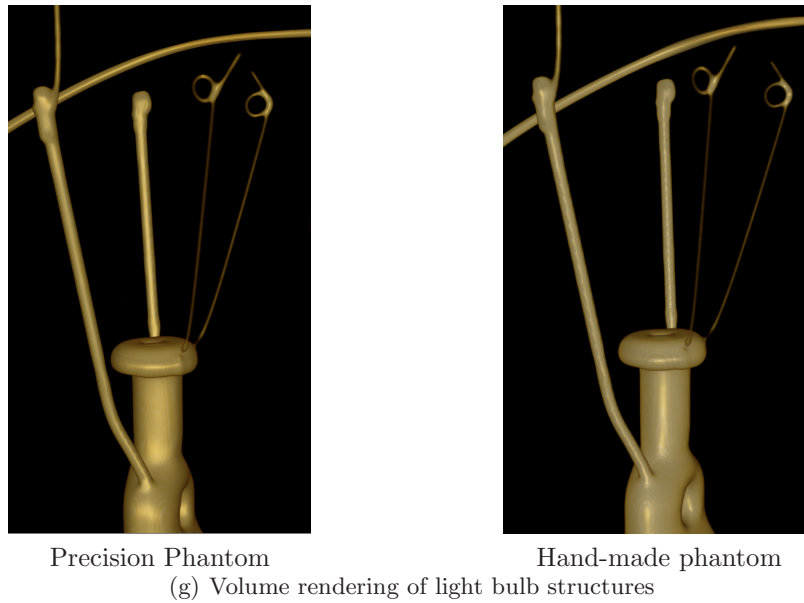 Precision Phantom
Hand-made phantom
(g) Volume rendering of light bulb structures